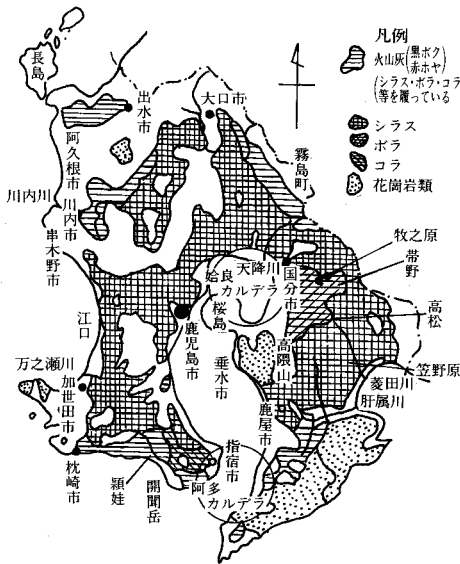 凡例
火山灰(黒ボク
赤ホヤ)
(シラス・ボラ・コラ
等を履っている)
シラス
ボラ
コラ
花崗岩類
長島
出水市
大口市
阿久根市
霧島町
川内川
川内市
串木野市
牧之原
帯野
天降川
国分市
姶良
カルデラ
桜島
高松
江口
鹿児島市
垂水市
高隈山
笠野原
万之瀬川
加世田市
菱田川
肝属川
鹿屋市
指宿市
枕崎市
頴娃
開聞岳
阿多
カルデラ